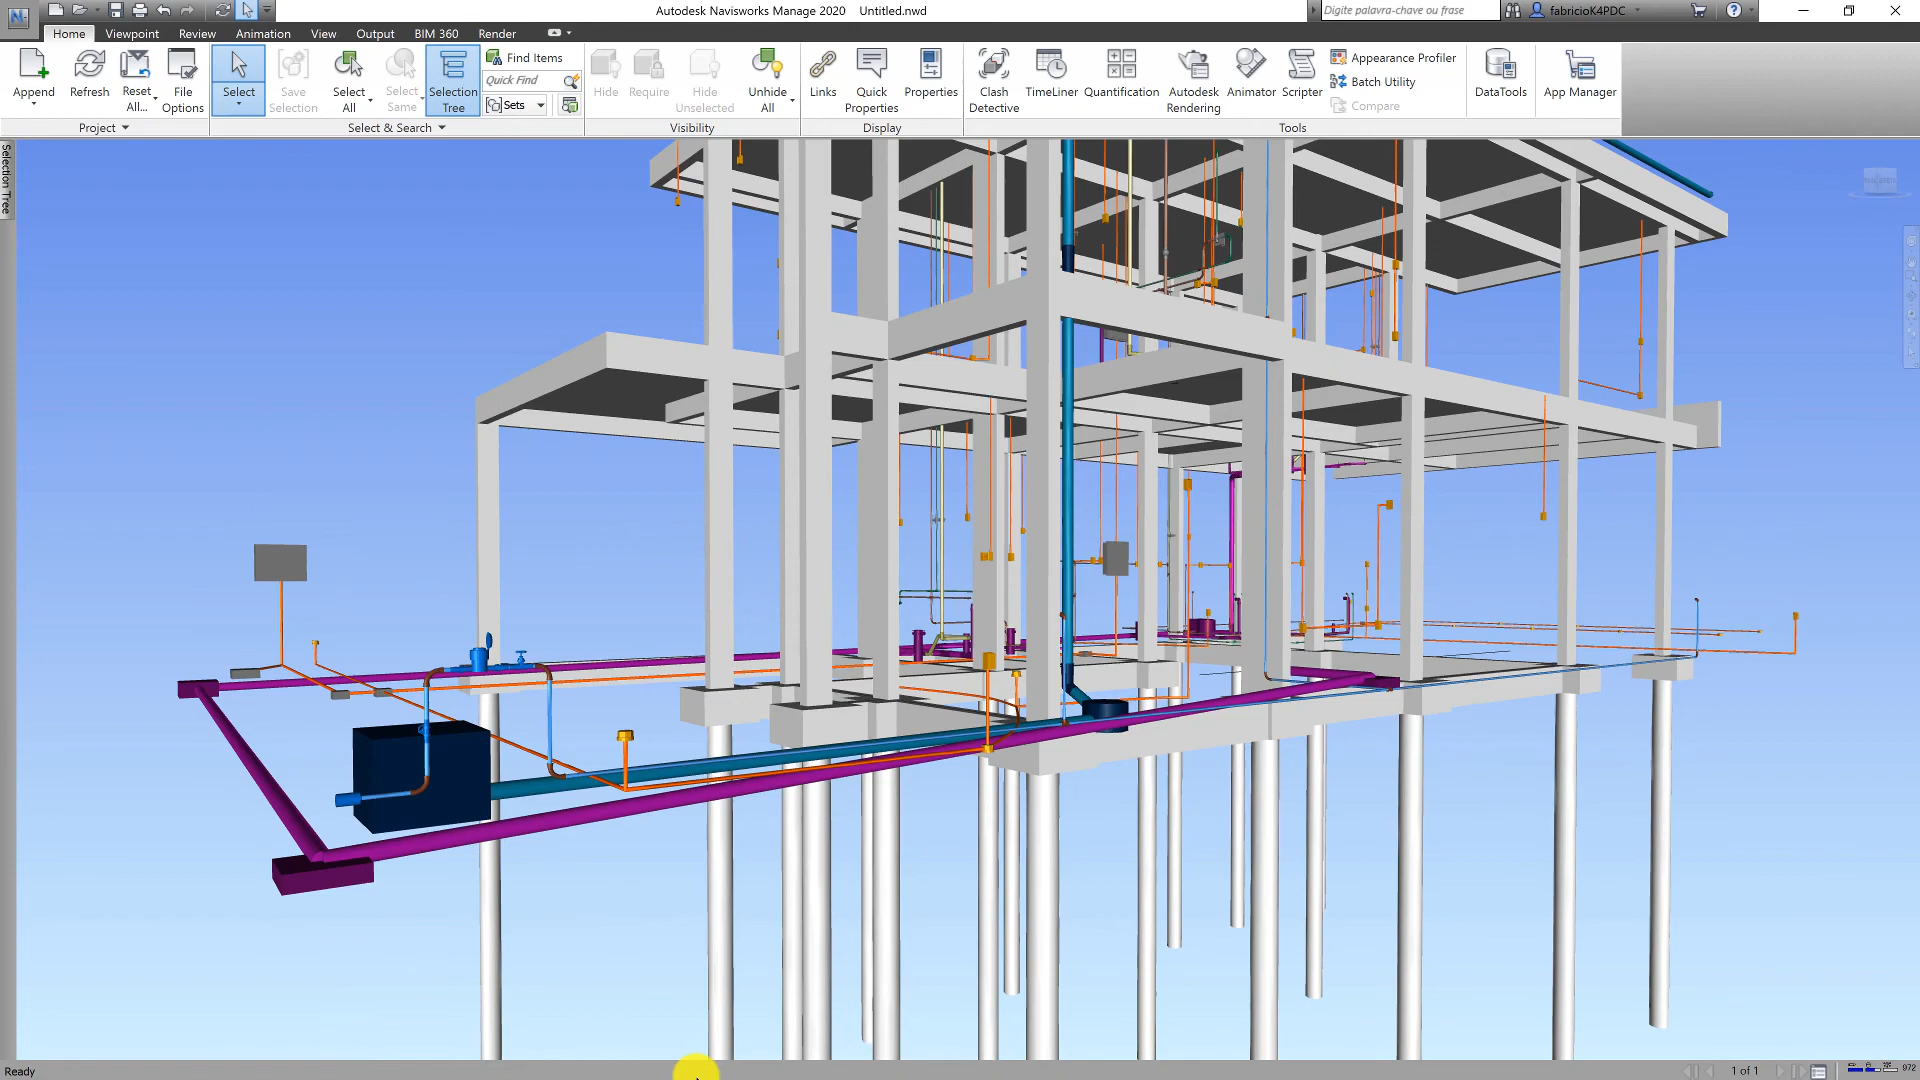 Autodesk Navisworks Manage 2020 Untitled.nwd
Digite palavra-chave ou frase
fabricioK4PDC
Home Viewpoint Review Animation View Output BIM 360 Render
Append
Refresh
Reset All...
File Options
Project
Select
Save Selection
Select All
Select Same
Selection Tree
Find Items
Quick Find
Sets
Select & Search
Hide
Require
Hide Unselected
Unhide All
Visibility
Links
Quick Properties
Properties
Display
Clash Detective
TimeLiner
Quantification
Autodesk Rendering
Animator
Scripter
Appearance Profiler
Batch Utility
Compare
Tools
DataTools
App Manager
Selection Tree
Ready
1 of 1
972